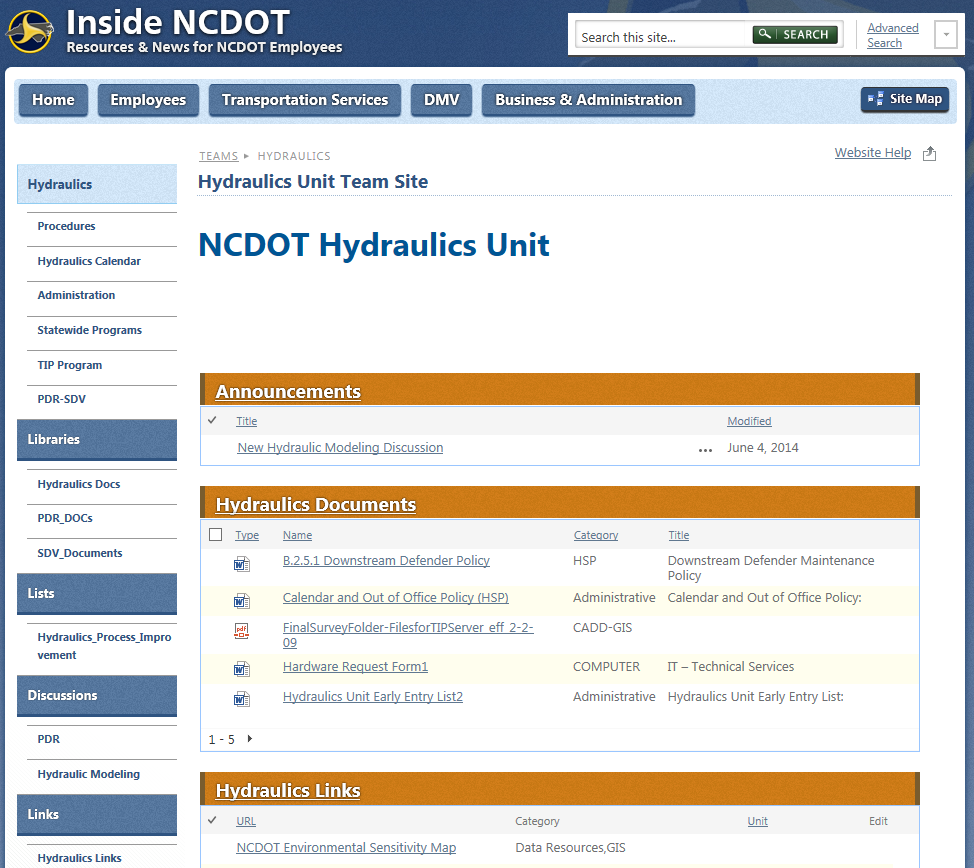 Inside NCDOT
Resources & News for NCDOT Employees
Search this site...
SEARCH
Advanced
Search
Home
Employees
Transportation Services
DMV
Business & Administration
Site Map
TEAMS ▸ HYDRAULICS
Website Help
Hydraulics Unit Team Site
NCDOT Hydraulics Unit
Hydraulics
Procedures
Hydraulics Calendar
Administration
Statewide Programs
TIP Program
PDR-SDV
Libraries
Hydraulics Docs
PDR_DOCs
SDV_Documents
Lists
Hydraulics_Process_Impro
vement
Discussions
PDR
Hydraulic Modeling
Links
Hydraulics Links
Announcements
Title Modified
New Hydraulic Modeling Discussion ... June 4, 2014
Hydraulics Documents
Type Name Category Title
B.2.5.1 Downstream Defender Policy HSP Downstream Defender Maintenance
Policy
Calendar and Out of Office Policy (HSP) Administrative Calendar and Out of Office Policy:
pdf
FinalSurveyFolder-FilesforTIPServer_eff_2-2- CADD-GIS
09
Hardware Request Form1 COMPUTER IT – Technical Services
Hydraulics Unit Early Entry List2 Administrative Hydraulics Unit Early Entry List:
1 - 5
Hydraulics Links
URL Category Unit Edit
NCDOT Environmental Sensitivity Map Data Resources,GIS